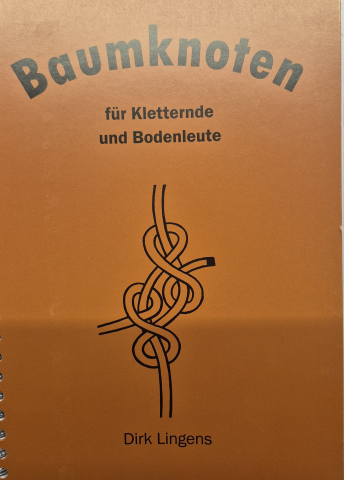 Baumknoten
für Kletternde
und Bodenleute
Dirk Lingens